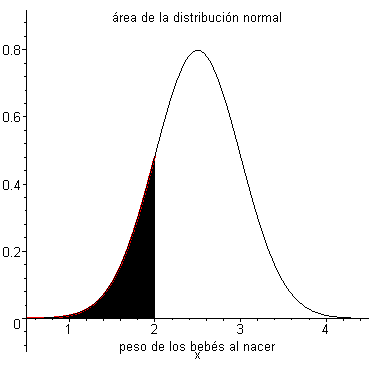 área de la distribución normal
0.8
0.6
0.4
0.2
0
1 2 3 4
peso de los bebés al nacer
x